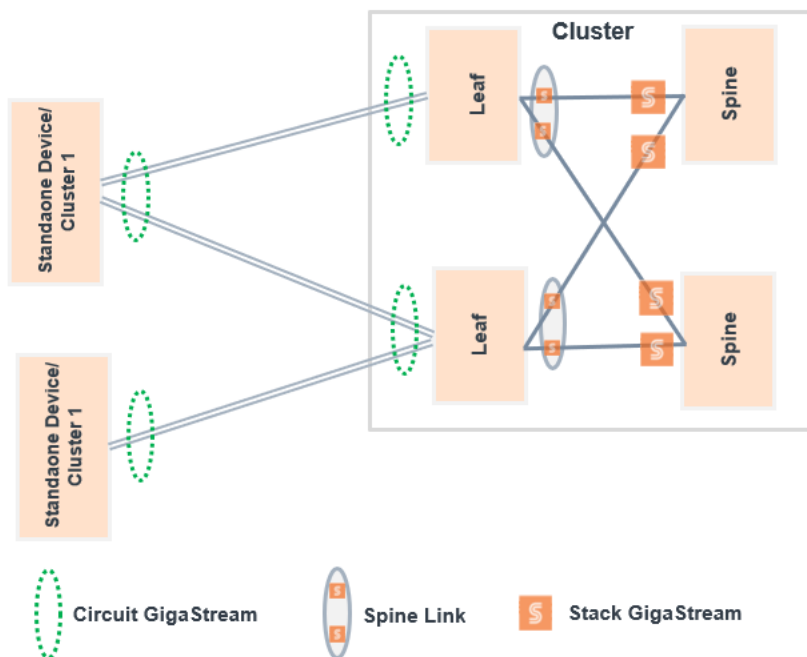 Cluster
Leaf
Spine
Standaone Device/
Cluster 1
Leaf
Spine
Standaone Device/
Cluster 1
Circuit GigaStream
Spine Link
Stack GigaStream